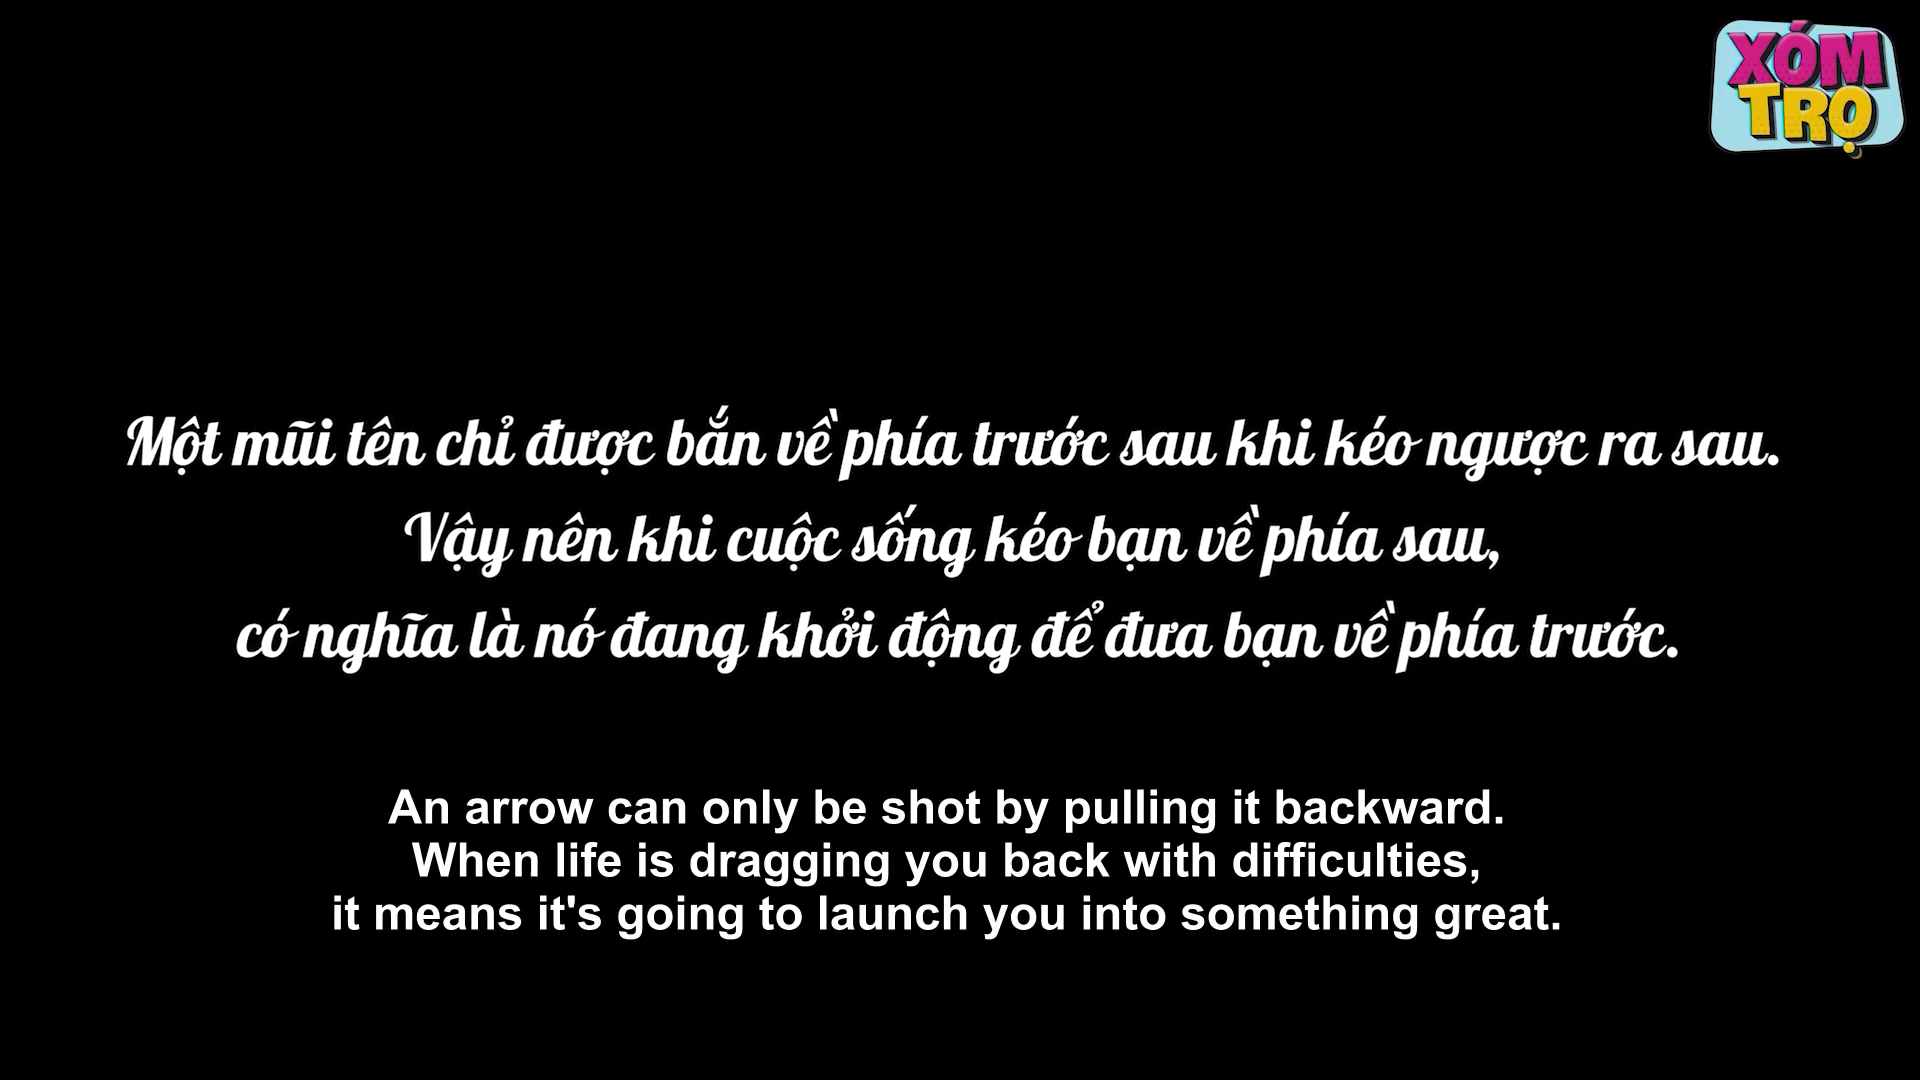 XÓM
TRỌ
Một mũi tên chỉ được bắn về phía trước sau khi kéo ngược ra sau.
Vậy nên khi cuộc sống kéo bạn về phía sau,
có nghĩa là nó đang khởi động để đưa bạn về phía trước.
An arrow can only be shot by pulling it backward.
When life is dragging you back with difficulties,
it means it's going to launch you into something great.